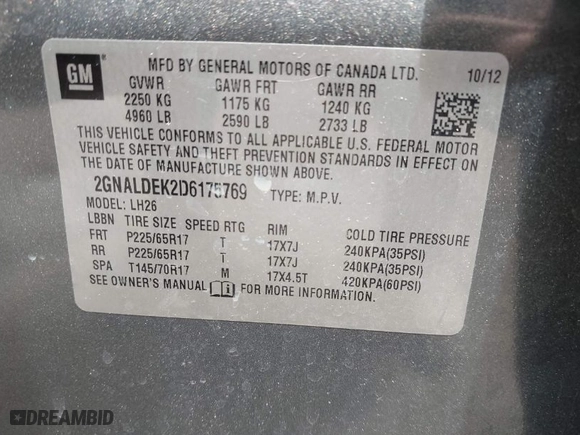 GM
MFD BY GENERAL MOTORS OF CANADA LTD.
10/12
GVWR GAWR FRT GAWR RR
2250 KG 1175 KG 1240 KG
4960 LB 2590 LB 2733 LB
THIS VEHICLE CONFORMS TO ALL APPLICABLE U.S. FEDERAL MOTOR
VEHICLE SAFETY AND THEFT PREVENTION STANDARDS IN EFFECT ON
THE DATE OF MANUFACTURE SHOWN ABOVE.
2GNALDEK2D6175769 TYPE: M.P.V.
MODEL: LH26
LBBN TIRE SIZE SPEED RTG RIM COLD TIRE PRESSURE
FRT P225/65R17 T 17X7J 240KPA(35PSI)
RR P225/65R17 T 17X7J 240KPA(35PSI)
SPA T145/70R17 M 17X4.5T 420KPA(60PSI)
SEE OWNER'S MANUAL i FOR MORE INFORMATION.
DREAMBID